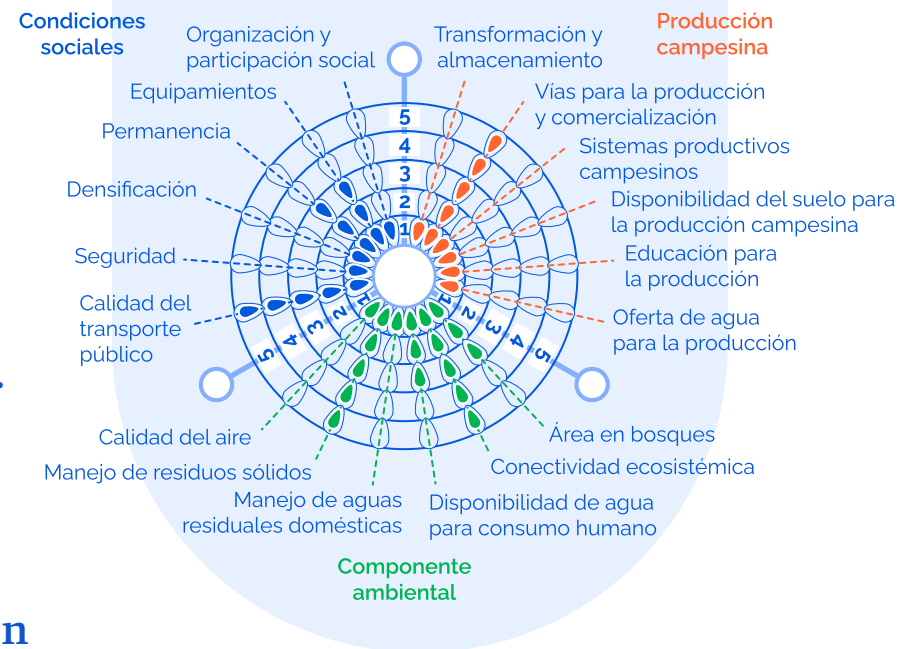 Condiciones
sociales
Organización y
participación social
Equipamientos
Permanencia
Densificación
Seguridad
Calidad del
transporte
público
Transformación y
almacenamiento
Producción
campesina
Vías para la producción
y comercialización
Sistemas productivos
campesinos
Disponibilidad del suelo para
la producción campesina
Educación para
la producción
Oferta de agua
para la producción
5
4
3
2
1
1
2
3
4
5
1
2
3
4
5
Calidad del aire
Manejo de residuos sólidos
Manejo de aguas
residuales domésticas
Disponibilidad de agua
para consumo humano
Conectividad ecosistémica
Área en bosques
Componente
ambiental
n